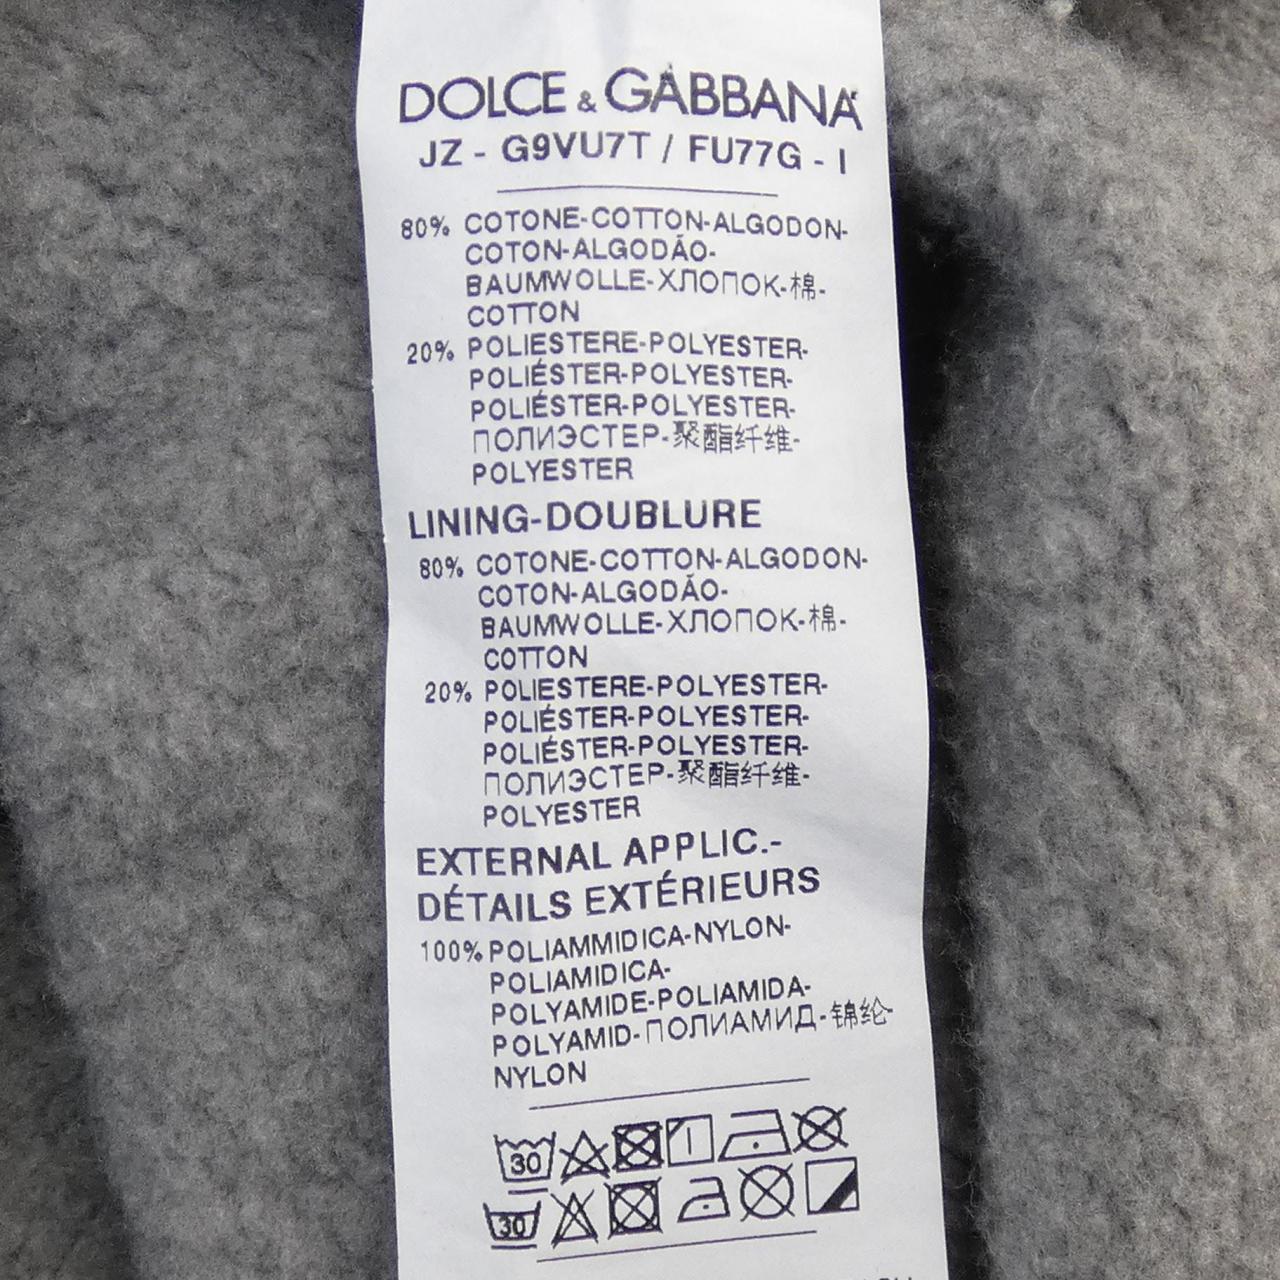 DOLCE & GABBANA
JZ - G9VU7T / FU77G - I
80% COTONE-COTTON-ALGODON-
COTON-ALGODÃO-
BAUMWOLLE-ХЛОПОК-棉-
COTTON
20% POLIESTERE-POLYESTER-
POLIÉSTER-POLYESTER-
POLIÉSTER-POLYESTER-
ПОЛИЭСТЕР-聚酯纤维-
POLYESTER
LINING-DOUBLURE
80% COTONE-COTTON-ALGODON-
COTON-ALGODÃO-
BAUMWOLLE-ХЛОПОК-棉-
COTTON
20% POLIESTERE-POLYESTER-
POLIÉSTER-POLYESTER-
POLIÉSTER-POLYESTER-
ПОЛИЭСТЕР-聚酯纤维-
POLYESTER
EXTERNAL APPLIC.-
DÉTAILS EXTÉRIEURS
100% POLIAMMIDICA-NYLON-
POLIAMIDICA-
POLYAMIDE-POLIAMIDA-
POLYAMID-ПОЛИАМИД-锦纶-
NYLON
30
30